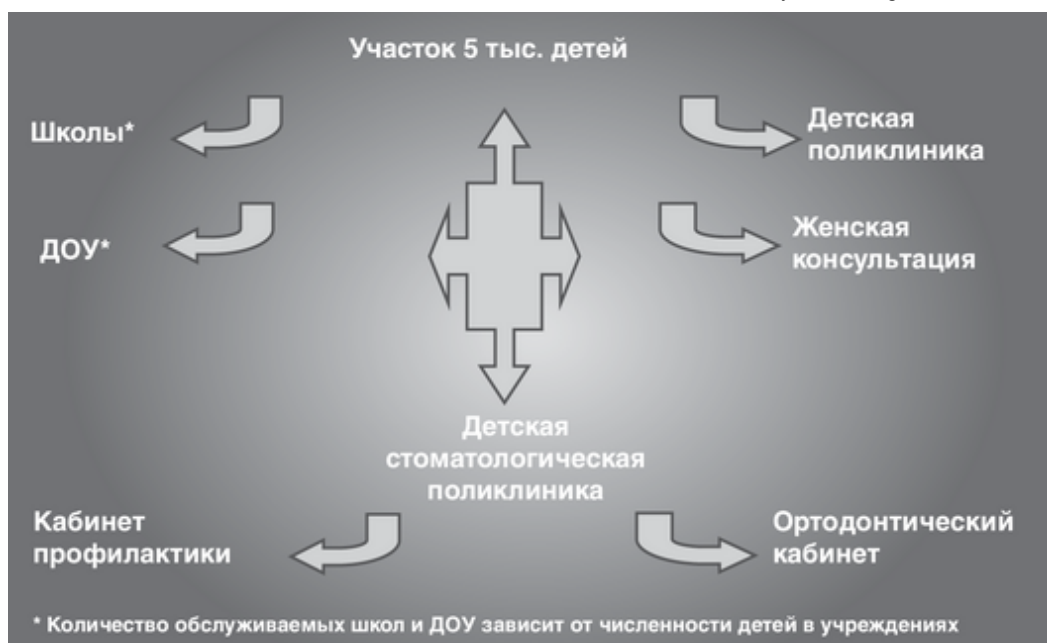 Участок 5 тыс. детей
Школы*
Детская
поликлиника
ДОУ*
Женская
консультация
Детская
стоматологическая
поликлиника
Кабинет
профилактики
Ортодонтический
кабинет
* Количество обслуживаемых школ и ДОУ зависит от численности детей в учреждениях